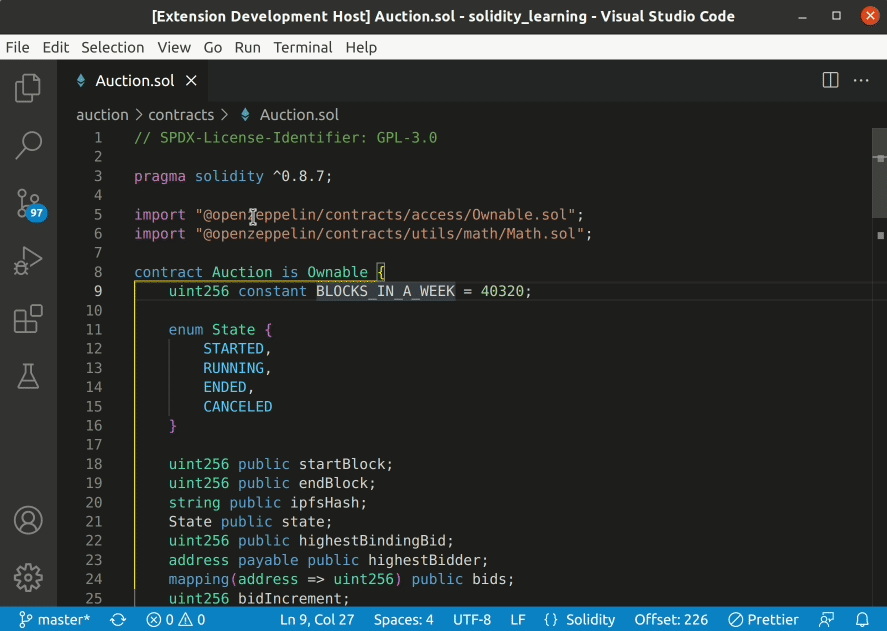 [Extension Development Host] Auction.sol - solidity_learning - Visual Studio Code
File Edit Selection View Go Run Terminal Help
Auction.sol
auction > contracts > Auction.sol
1 // SPDX-License-Identifier: GPL-3.0
2
3 pragma solidity ^0.8.7;
4
5 import "@openzeppelin/contracts/access/Ownable.sol";
6 import "@openzeppelin/contracts/utils/math/Math.sol";
7
8 contract Auction is Ownable {
9 uint256 constant BLOCKS_IN_A_WEEK = 40320;
10
11 enum State {
12 STARTED,
13 RUNNING,
14 ENDED,
15 CANCELED
16 }
17
18 uint256 public startBlock;
19 uint256 public endBlock;
20 string public ipfsHash;
21 State public state;
22 uint256 public highestBindingBid;
23 address payable public highestBidder;
24 mapping(address => uint256) public bids;
25 uint256 bidIncrement;
97
master* 0 0 Ln 9, Col 27 Spaces: 4 UTF-8 LF {} Solidity Offset: 226 Prettier